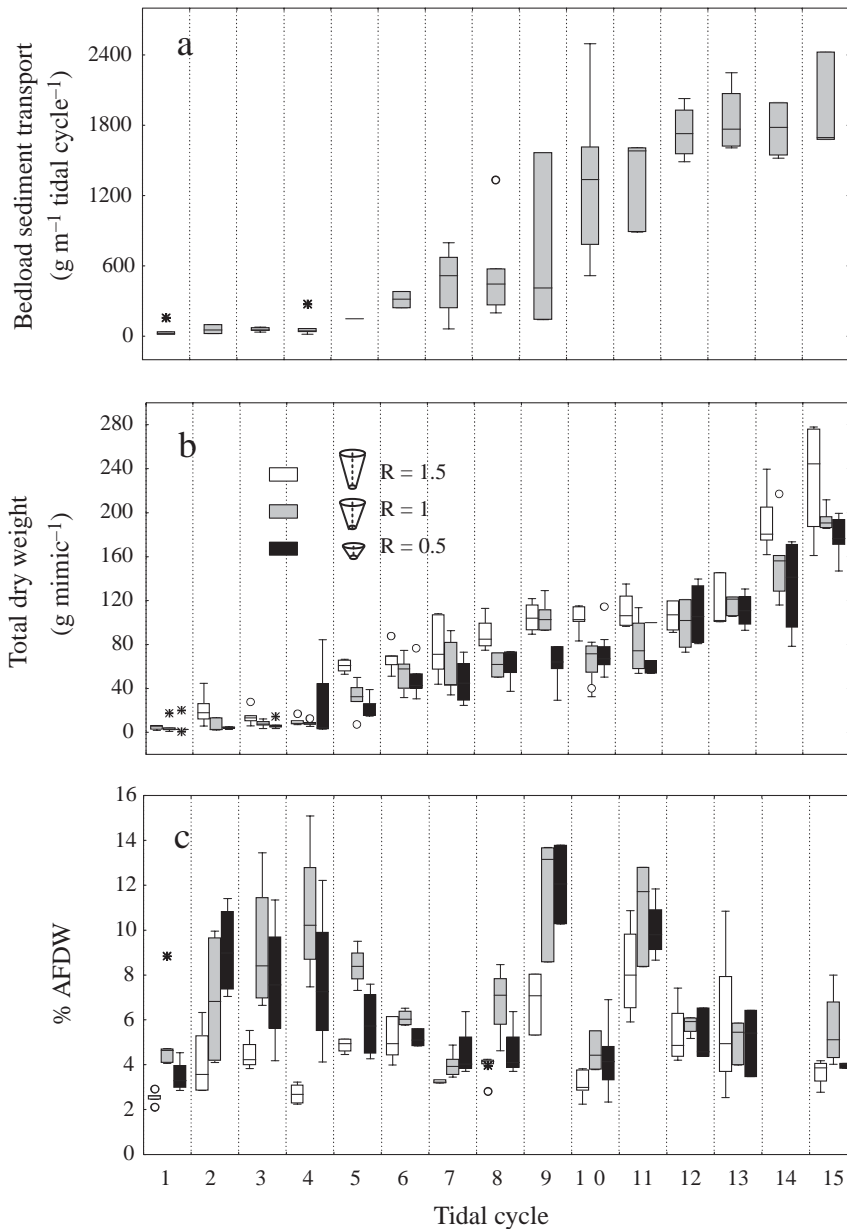 a
Bedload sediment transport
(g m⁻¹ tidal cycle⁻¹)
2400
1800
1200
600
0
b
Total dry weight
(g mimic⁻¹)
280
240
200
160
120
80
40
0
R = 1.5
R = 1
R = 0.5
c
% AFDW
16
14
12
10
8
6
4
2
0
1 2 3 4 5 6 7 8 9 1 0 11 12 13 14 15
Tidal cycle